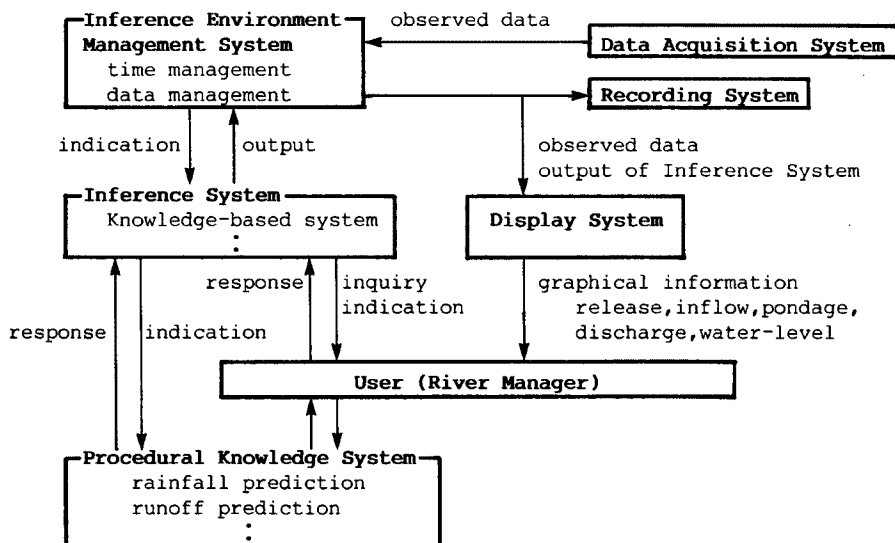 Inference Environment
Management System
time management
data management
observed data
Data Acquisition System
Recording System
indication
output
observed data
output of Inference System
Inference System
Knowledge-based system
:
Display System
response
inquiry
indication
graphical information
release,inflow,pondage,
discharge,water-level
response
indication
User (River Manager)
Procedural Knowledge System
rainfall prediction
runoff prediction
: